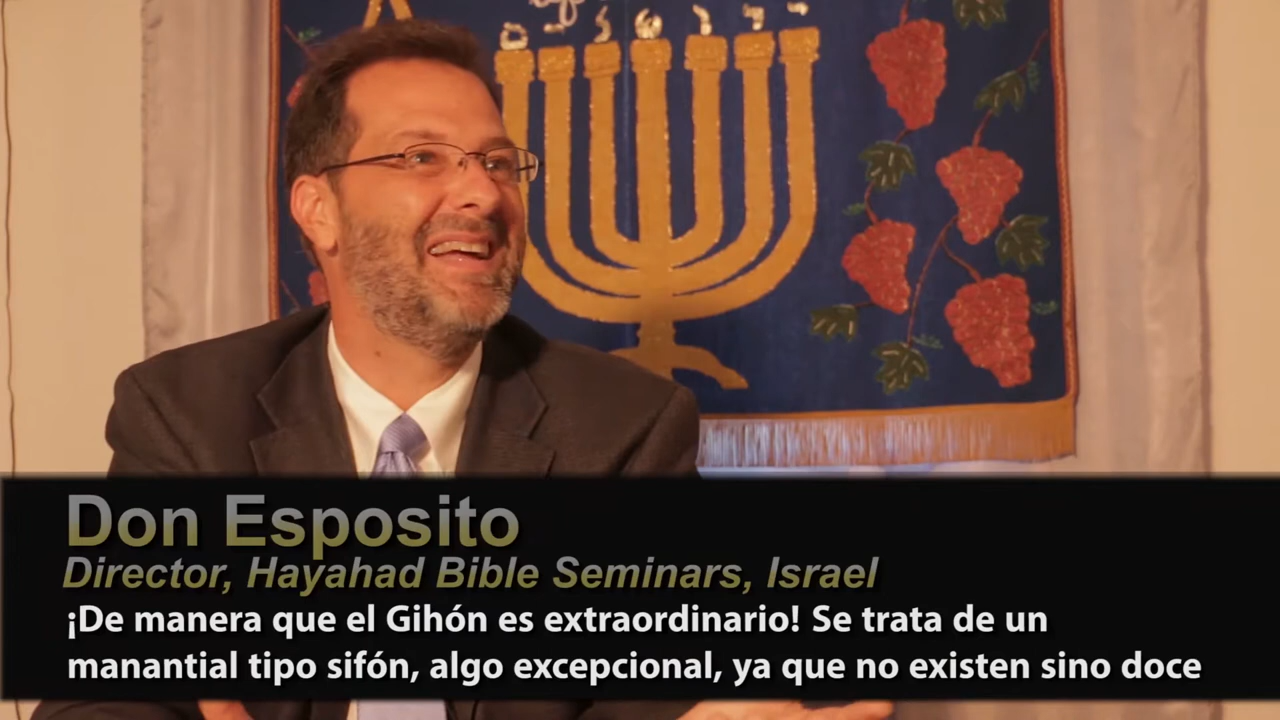 Don Esposito
Director, Hayahad Bible Seminars, Israel
¡De manera que el Gihón es extraordinario! Se trata de un
manantial tipo sifón, algo excepcional, ya que no existen sino doce